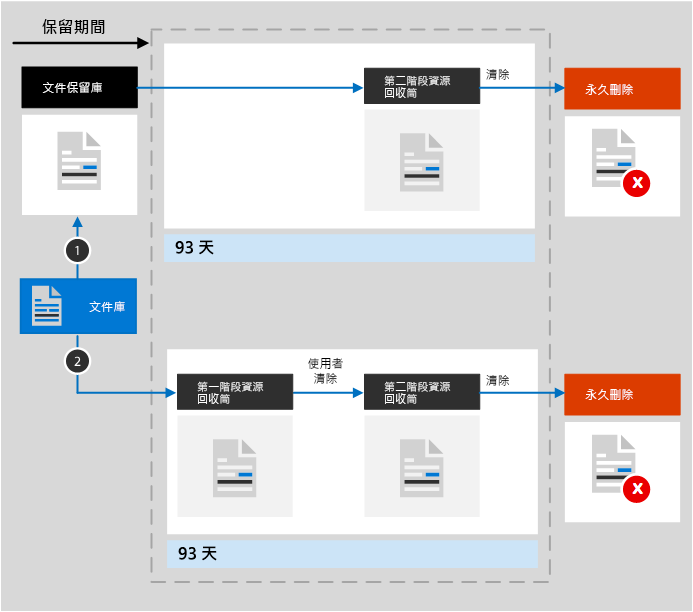 保留期間
文件保留庫
第二階段資源
回收筒
清除
永久刪除
X
93 天
1
文件庫
2
第一階段資源
回收筒
使用者
清除
第二階段資源
回收筒
清除
永久刪除
X
93 天